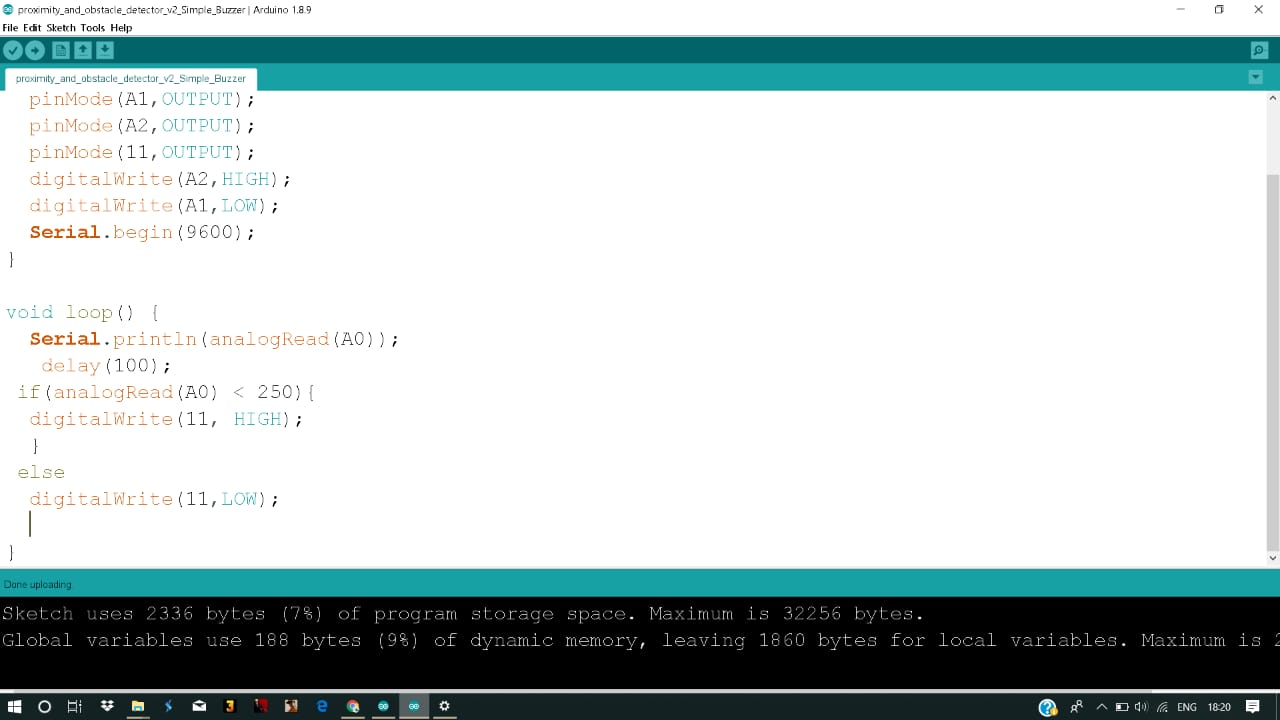 proximity_and_obstacle_detector_v2_Simple_Buzzer | Arduino 1.8.9
File Edit Sketch Tools Help
proximity_and_obstacle_detector_v2_Simple_Buzzer
pinMode(A1,OUTPUT);
pinMode(A2,OUTPUT);
pinMode(11,OUTPUT);
digitalWrite(A2,HIGH);
digitalWrite(A1,LOW);
Serial.begin(9600);
}
void loop() {
Serial.println(analogRead(A0));
delay(100);
if(analogRead(A0) < 250){
digitalWrite(11, HIGH);
}
else
digitalWrite(11,LOW);
}
Done uploading.
Sketch uses 2336 bytes (7%) of program storage space. Maximum is 32256 bytes.
Global variables use 188 bytes (9%) of dynamic memory, leaving 1860 bytes for local variables. Maximum is 2
ENG 18:20